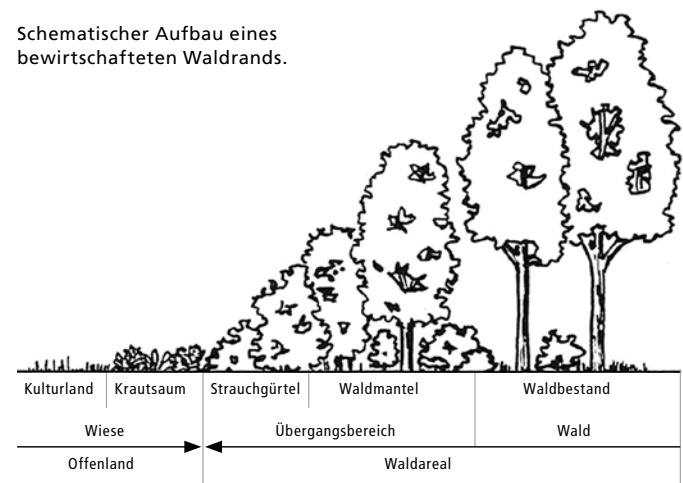 Schematischer Aufbau eines
bewirtschafteten Waldrands.
Kulturland Krautsaum Strauchgürtel Waldmantel Waldbestand
Wiese Übergangsbereich Wald
Offenland Waldareal